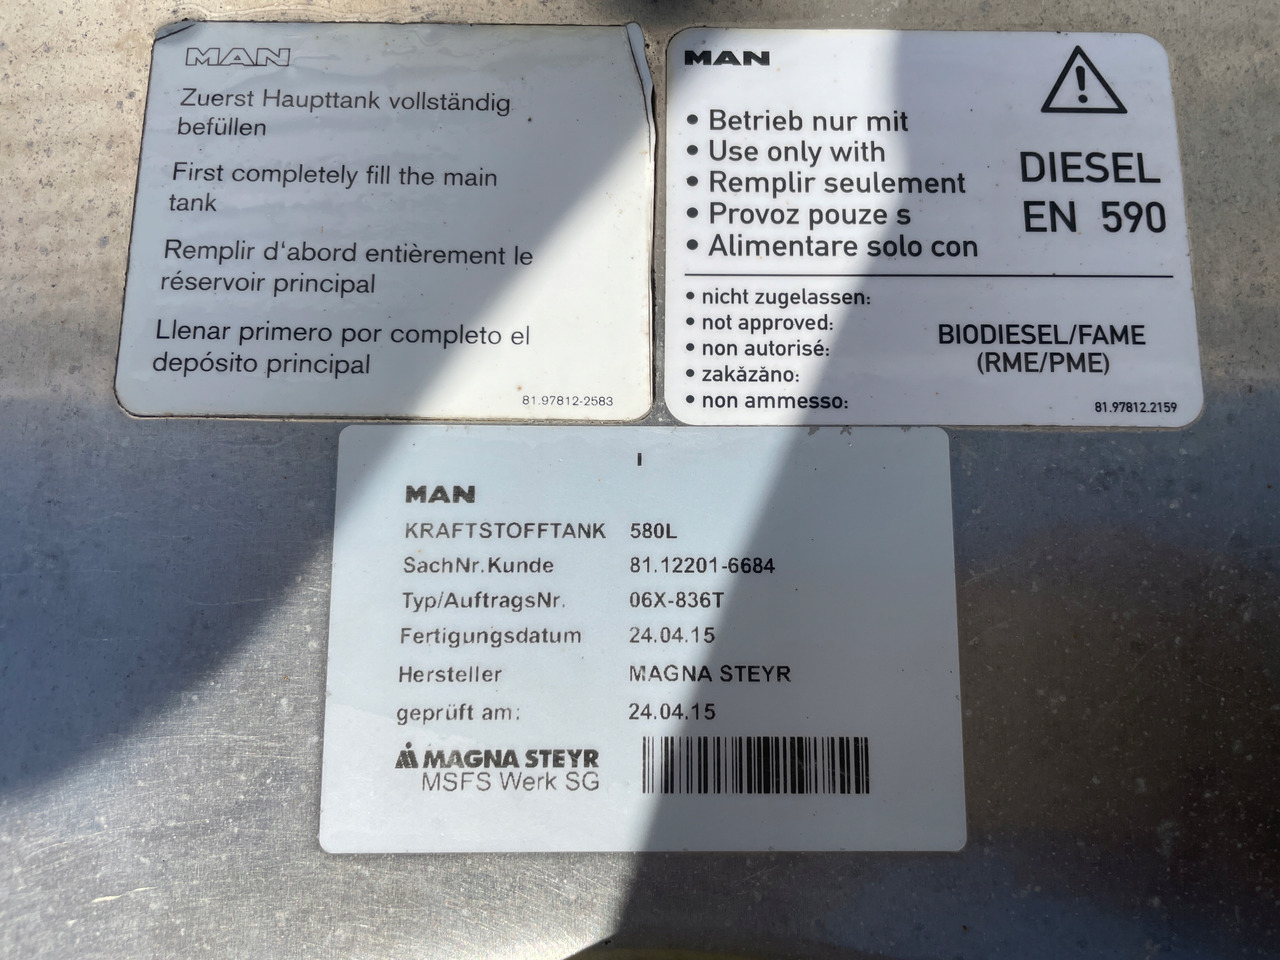 MAN
Zuerst Haupttank vollständig
befüllen
First completely fill the main
tank
Remplir d'abord entièrement le
réservoir principal
Llenar primero por completo el
depósito principal
81.97812-2583
MAN
• Betrieb nur mit
• Use only with
• Remplir seulement
• Provoz pouze s
• Alimentare solo con
DIESEL
EN 590
• nicht zugelassen:
• not approved:
• non autorisé:
• zakázáno:
• non ammesso:
BIODIESEL/FAME
(RME/PME)
81.97812.2159
I
MAN
KRAFTSTOFFTANK 580L
SachNr.Kunde 81.12201-6684
Typ/AuftragsNr. 06X-836T
Fertigungsdatum 24.04.15
Hersteller MAGNA STEYR
geprüft am: 24.04.15
MAGNA STEYR
MSFS Werk SG